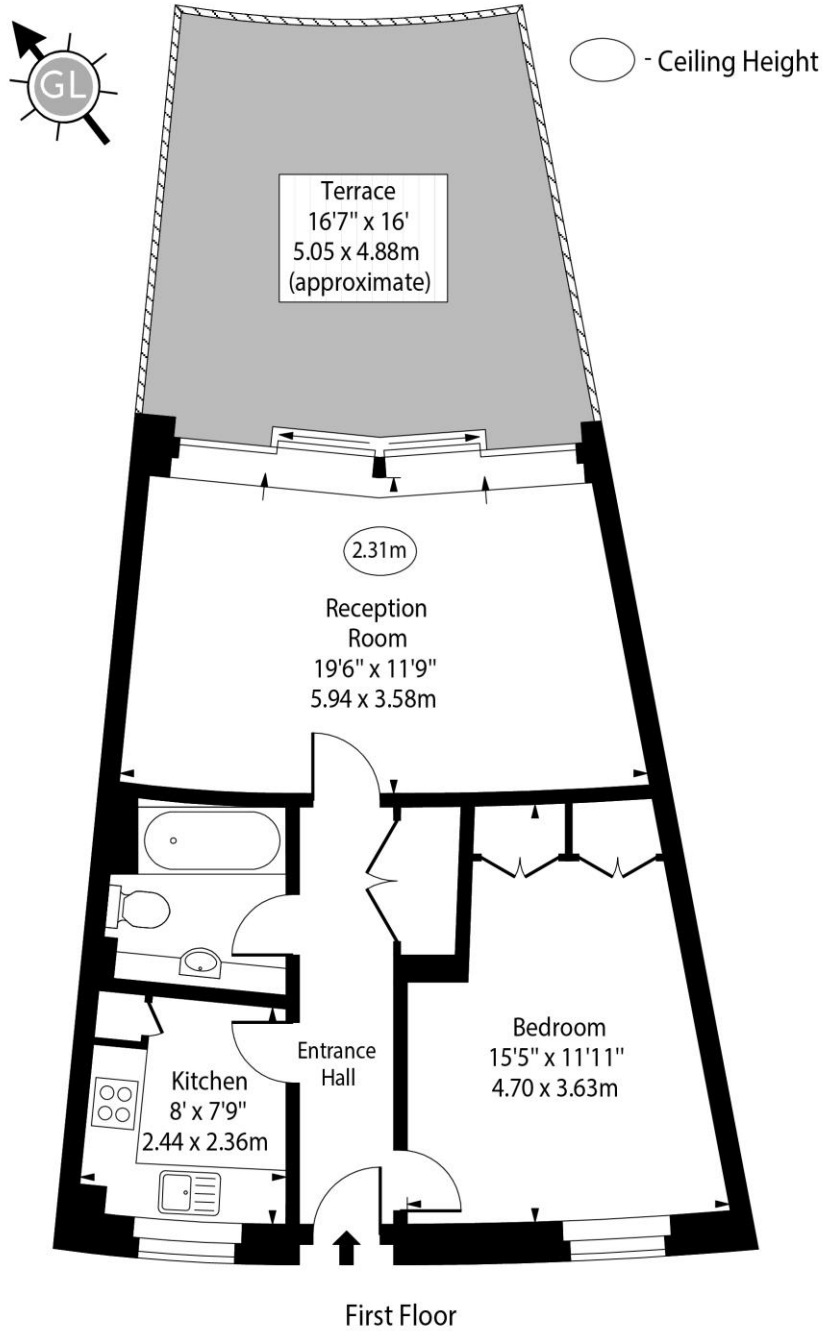 GL
- Ceiling Height
Terrace
16'7" x 16'
5.05 x 4.88m
(approximate)
2.31m
Reception
Room
19'6" x 11'9"
5.94 x 3.58m
Bedroom
15'5" x 11'11"
4.70 x 3.63m
Entrance
Hall
Kitchen
8' x 7'9"
2.44 x 2.36m
First Floor